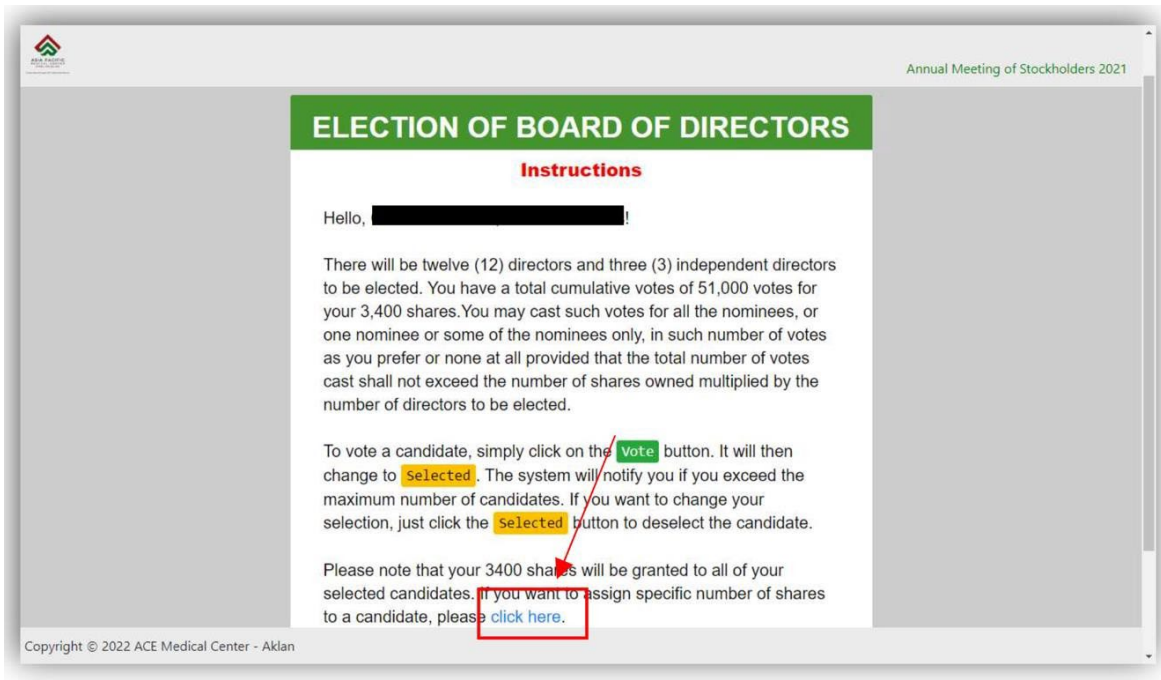 ASIA PACIFIC
Annual Meeting of Stockholders 2021
ELECTION OF BOARD OF DIRECTORS
Instructions
Hello, !
There will be twelve (12) directors and three (3) independent directors
to be elected. You have a total cumulative votes of 51,000 votes for
your 3,400 shares.You may cast such votes for all the nominees, or
one nominee or some of the nominees only, in such number of votes
as you prefer or none at all provided that the total number of votes
cast shall not exceed the number of shares owned multiplied by the
number of directors to be elected.
To vote a candidate, simply click on the Vote button. It will then
change to Selected. The system will notify you if you exceed the
maximum number of candidates. If you want to change your
selection, just click the Selected button to deselect the candidate.
Please note that your 3400 shares will be granted to all of your
selected candidates. If you want to assign specific number of shares
to a candidate, please click here.
Copyright © 2022 ACE Medical Center - Aklan